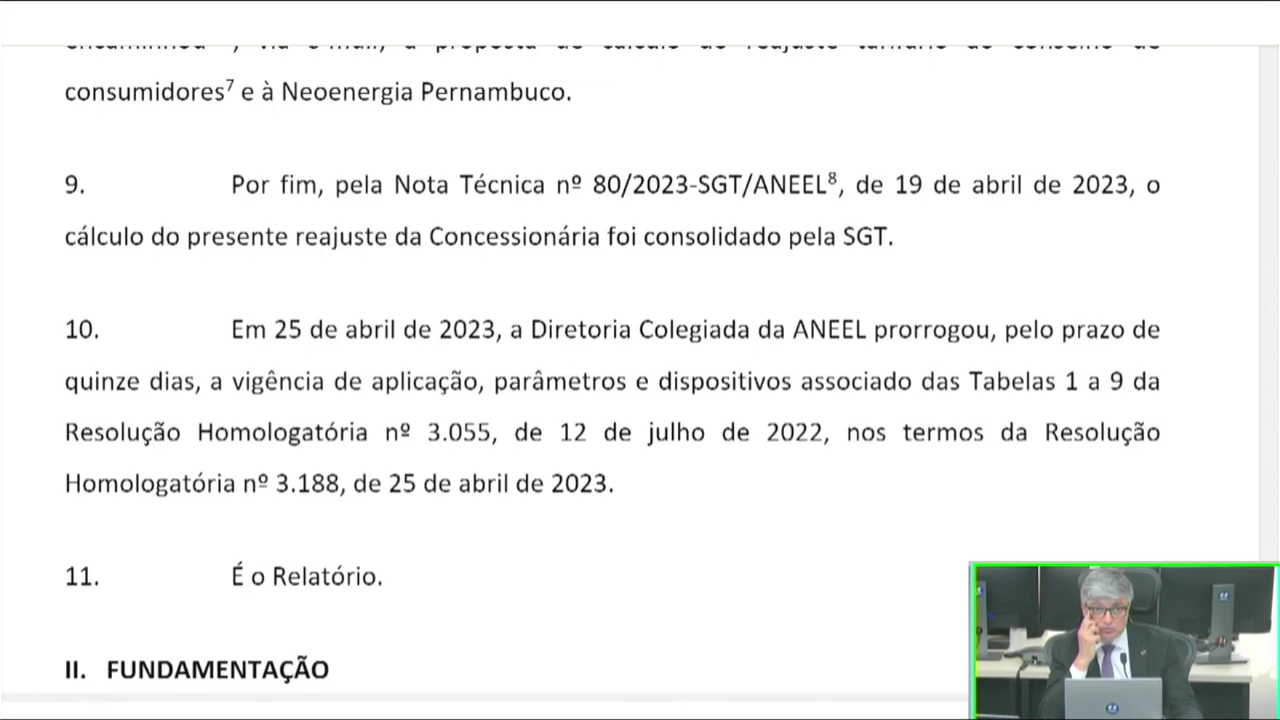 consumidores⁷ e à Neoenergia Pernambuco.
9. Por fim, pela Nota Técnica nº 80/2023-SGT/ANEEL⁸, de 19 de abril de 2023, o
cálculo do presente reajuste da Concessionária foi consolidado pela SGT.
10. Em 25 de abril de 2023, a Diretoria Colegiada da ANEEL prorrogou, pelo prazo de
quinze dias, a vigência de aplicação, parâmetros e dispositivos associado das Tabelas 1 a 9 da
Resolução Homologatória nº 3.055, de 12 de julho de 2022, nos termos da Resolução
Homologatória nº 3.188, de 25 de abril de 2023.
11. É o Relatório.
II. FUNDAMENTAÇÃO